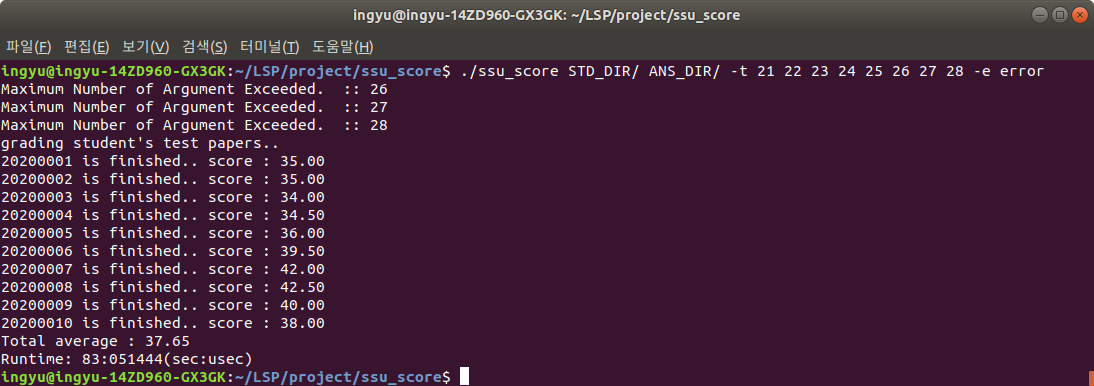 ingyu@ingyu-14ZD960-GX3GK: ~/LSP/project/ssu_score
파일(F) 편집(E) 보기(V) 검색(S) 터미널(T) 도움말(H)
ingyu@ingyu-14ZD960-GX3GK:~/LSP/project/ssu_score$ ./ssu_score STD_DIR/ ANS_DIR/ -t 21 22 23 24 25 26 27 28 -e error
Maximum Number of Argument Exceeded.  :: 26
Maximum Number of Argument Exceeded.  :: 27
Maximum Number of Argument Exceeded.  :: 28
grading student's test papers..
20200001 is finished.. score : 35.00
20200002 is finished.. score : 35.00
20200003 is finished.. score : 34.00
20200004 is finished.. score : 34.50
20200005 is finished.. score : 36.00
20200006 is finished.. score : 39.50
20200007 is finished.. score : 42.00
20200008 is finished.. score : 42.50
20200009 is finished.. score : 40.00
20200010 is finished.. score : 38.00
Total average : 37.65
Runtime: 83:051444(sec:usec)
ingyu@ingyu-14ZD960-GX3GK:~/LSP/project/ssu_score$